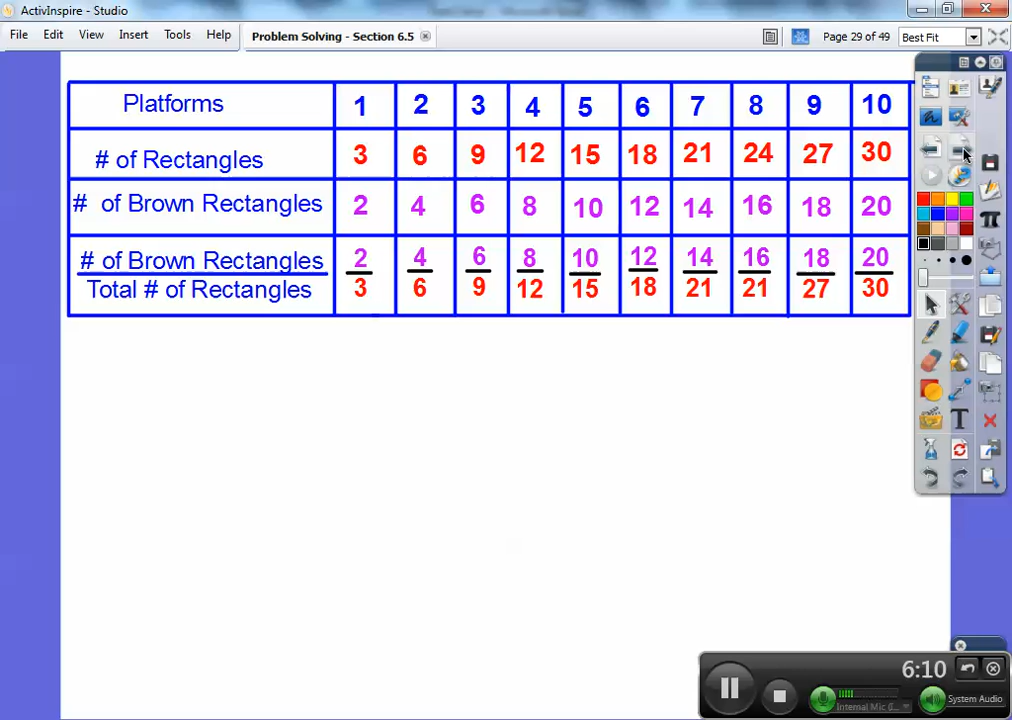 ActivInspire - Studio
File Edit View Insert Tools Help Problem Solving - Section 6.5 Page 29 of 49 Best Fit
Platforms 1 2 3 4 5 6 7 8 9 10
# of Rectangles 3 6 9 12 15 18 21 24 27 30
# of Brown Rectangles 2 4 6 8 10 12 14 16 18 20
# of Brown Rectangles 2 4 6 8 10 12 14 16 18 20
Total # of Rectangles 3 6 9 12 15 18 21 21 27 30
6:10
Internal Mic System Audio